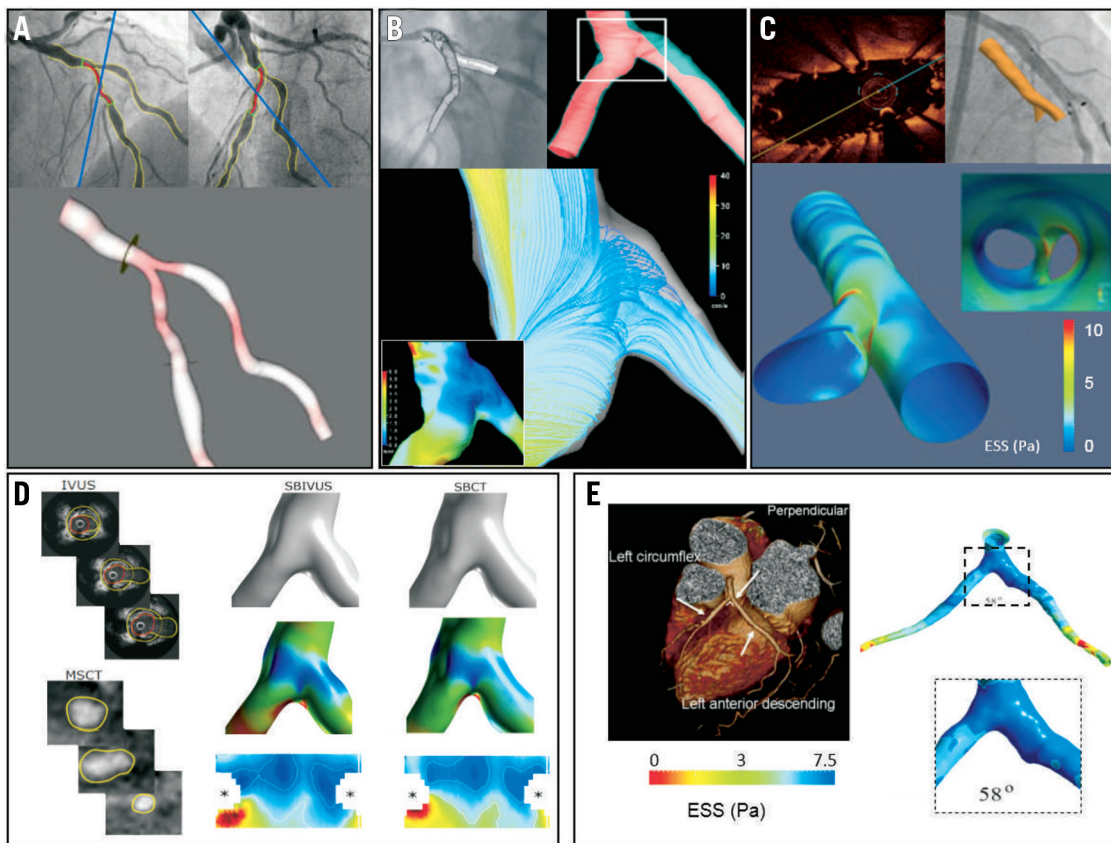 A
B
40
30
20
10
0
cm/s
C
10
5
0
ESS (Pa)
D
IVUS
SBIVUS
SBCT
MSCT
*
*
*
*
E
Perpendicular
Left circumflex
Left anterior descending
58°
0
3
7.5
ESS (Pa)
58°